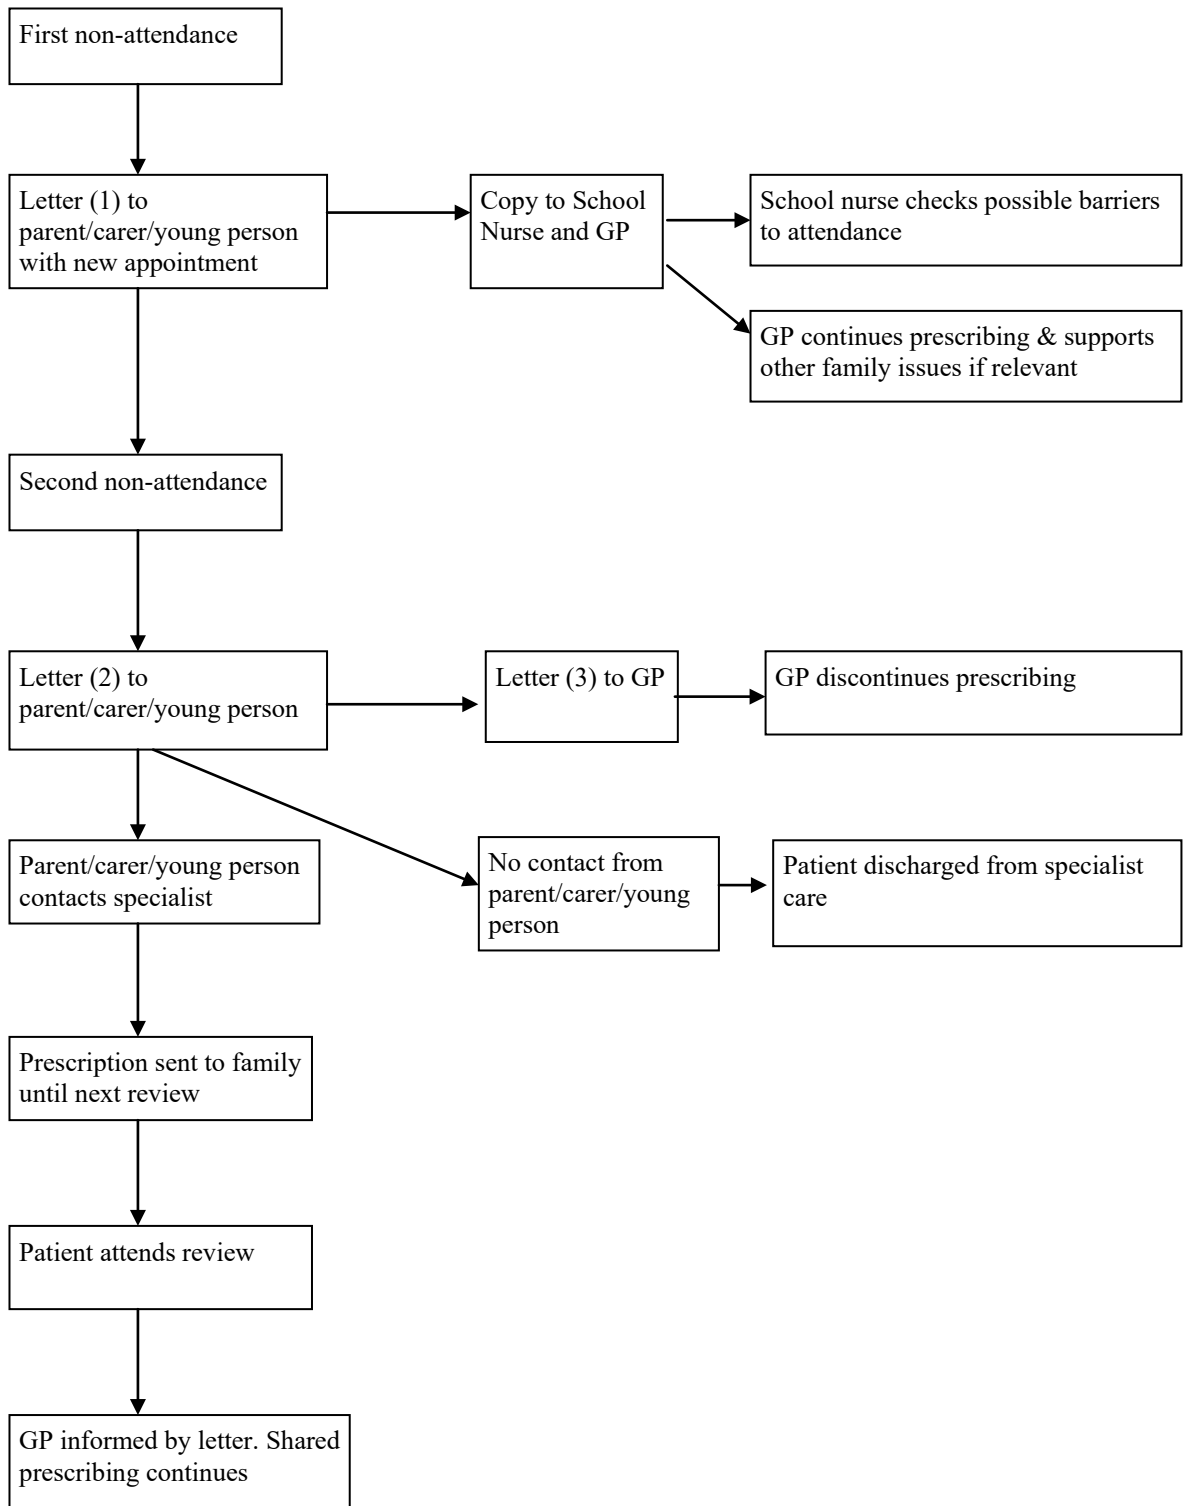 First non-attendance
Letter (1) to
parent/carer/young person
with new appointment
Copy to School
Nurse and GP
School nurse checks possible barriers
to attendance
GP continues prescribing & supports
other family issues if relevant
Second non-attendance
Letter (2) to
parent/carer/young person
Letter (3) to GP
GP discontinues prescribing
Parent/carer/young person
contacts specialist
No contact from
parent/carer/young
person
Patient discharged from specialist
care
Prescription sent to family
until next review
Patient attends review
GP informed by letter. Shared
prescribing continues